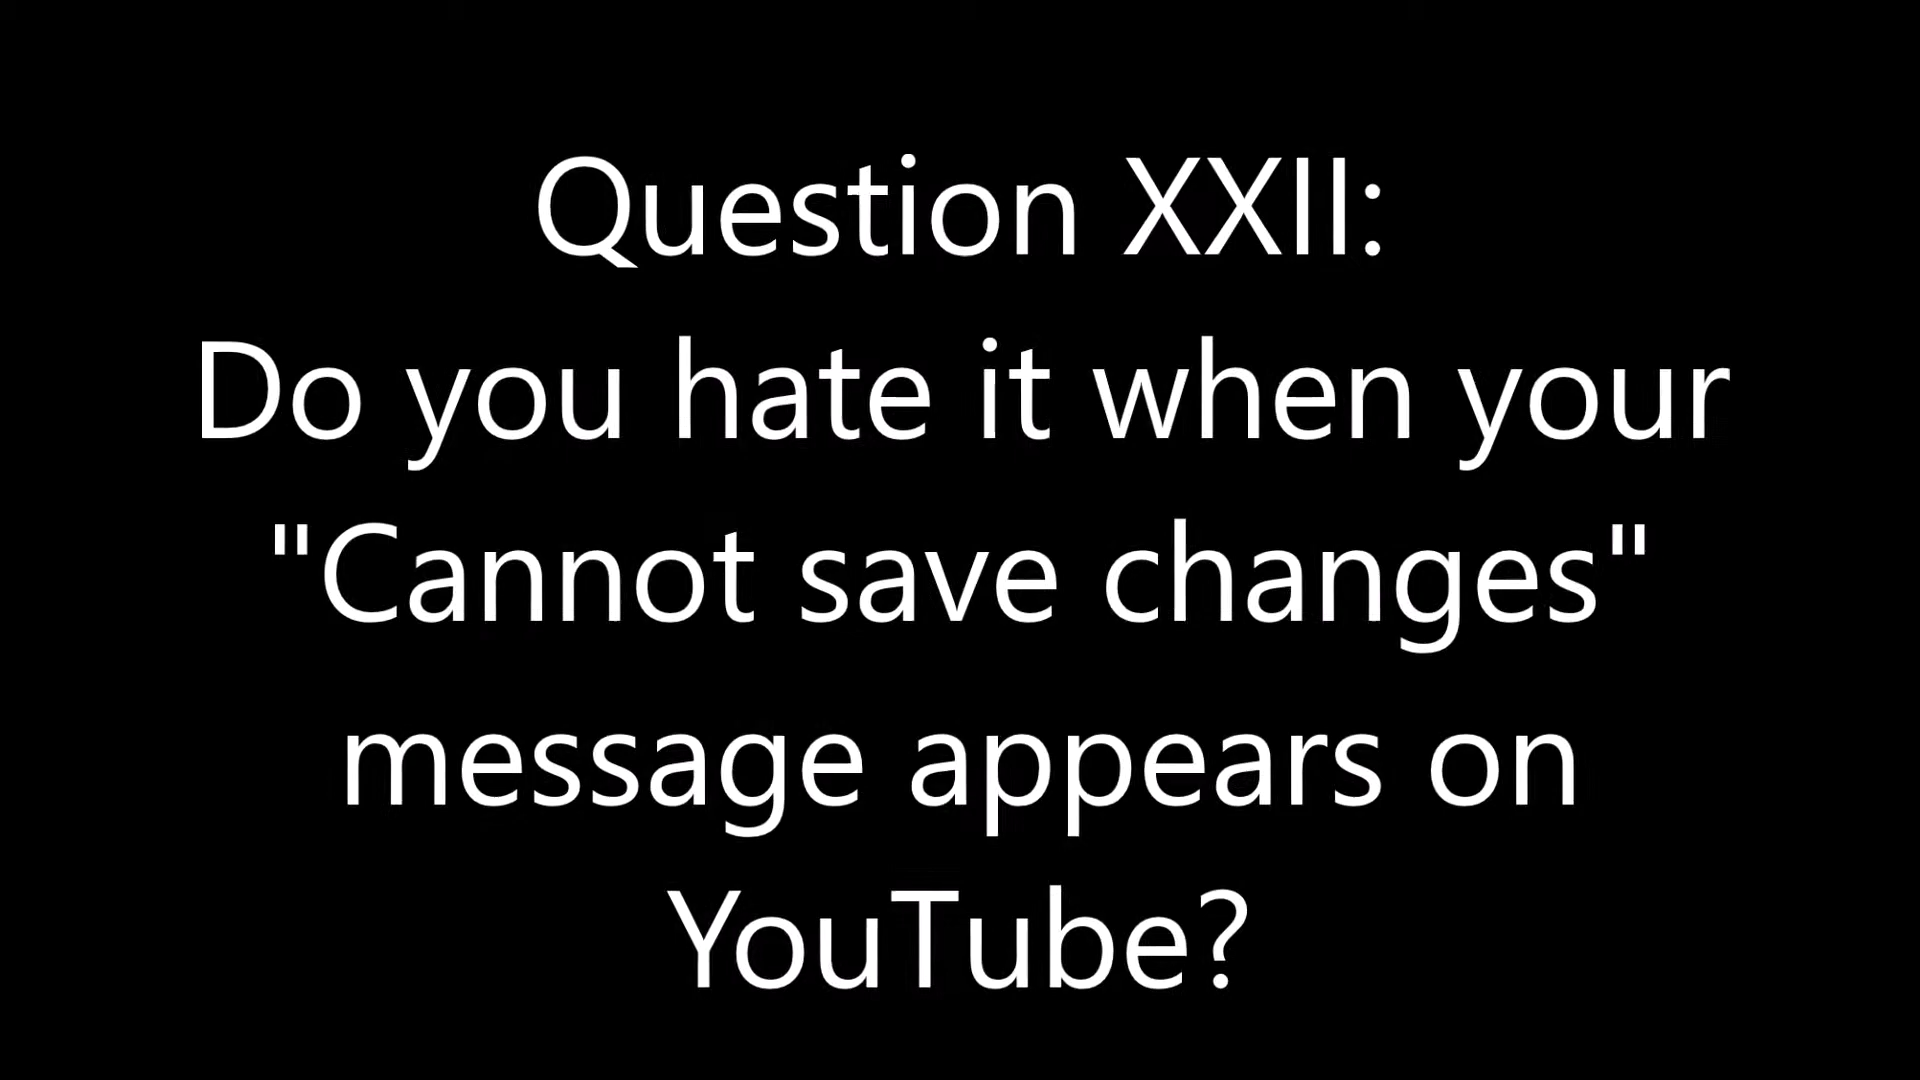 Question XXII:
Do you hate it when your
"Cannot save changes"
message appears on
YouTube?